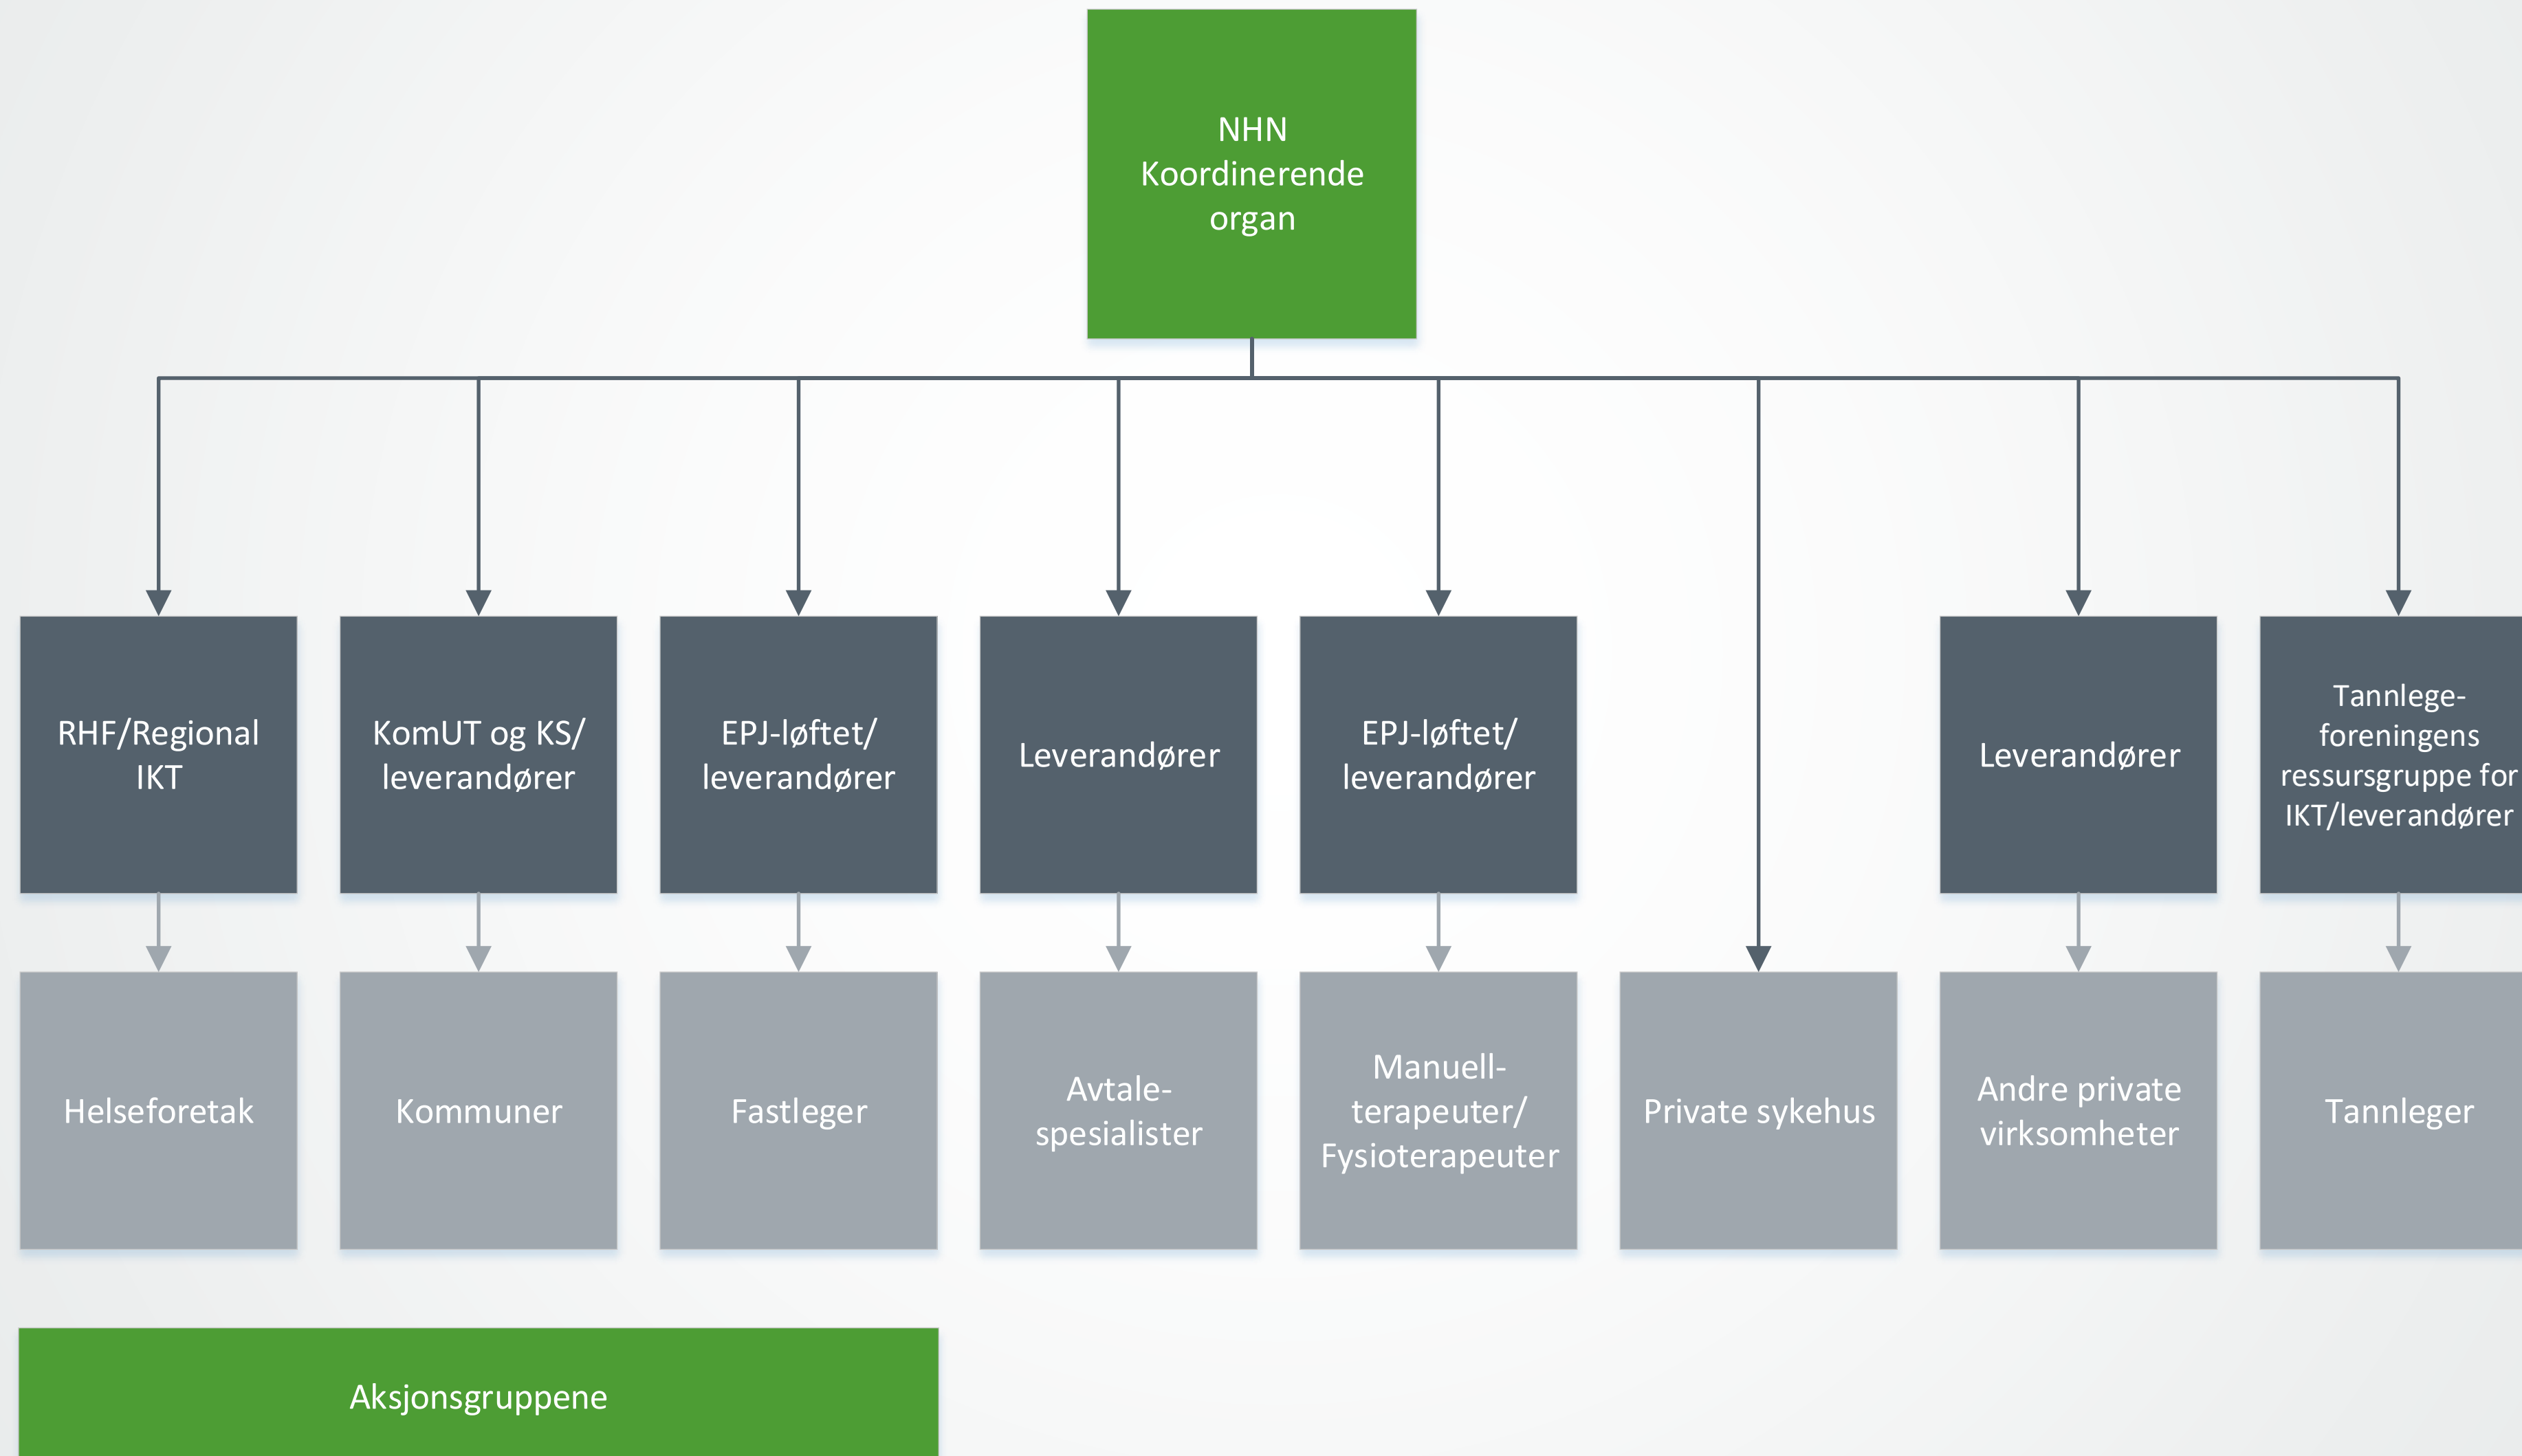 NHN
Koordinerende
organ
RHF/Regional
IKT
KomUT og KS/
leverandører
EPJ-løftet/
leverandører
Leverandører
EPJ-løftet/
leverandører
Leverandører
Tannlege-
foreningens
ressursgruppe for
IKT/leverandører
Helseforetak
Kommuner
Fastleger
Avtale-
spesialister
Manuell-
terapeuter/
Fysioterapeuter
Private sykehus
Andre private
virksomheter
Tannleger
Aksjonsgruppene